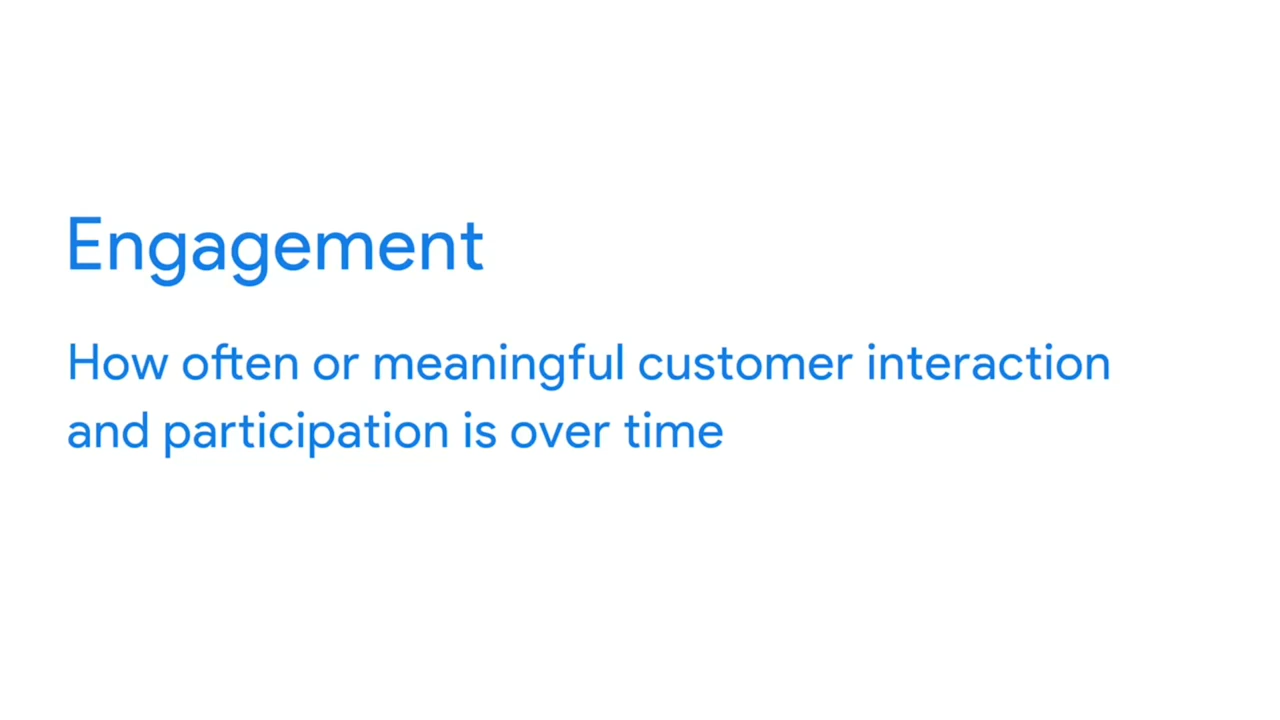 Engagement
How often or meaningful customer interaction
and participation is over time